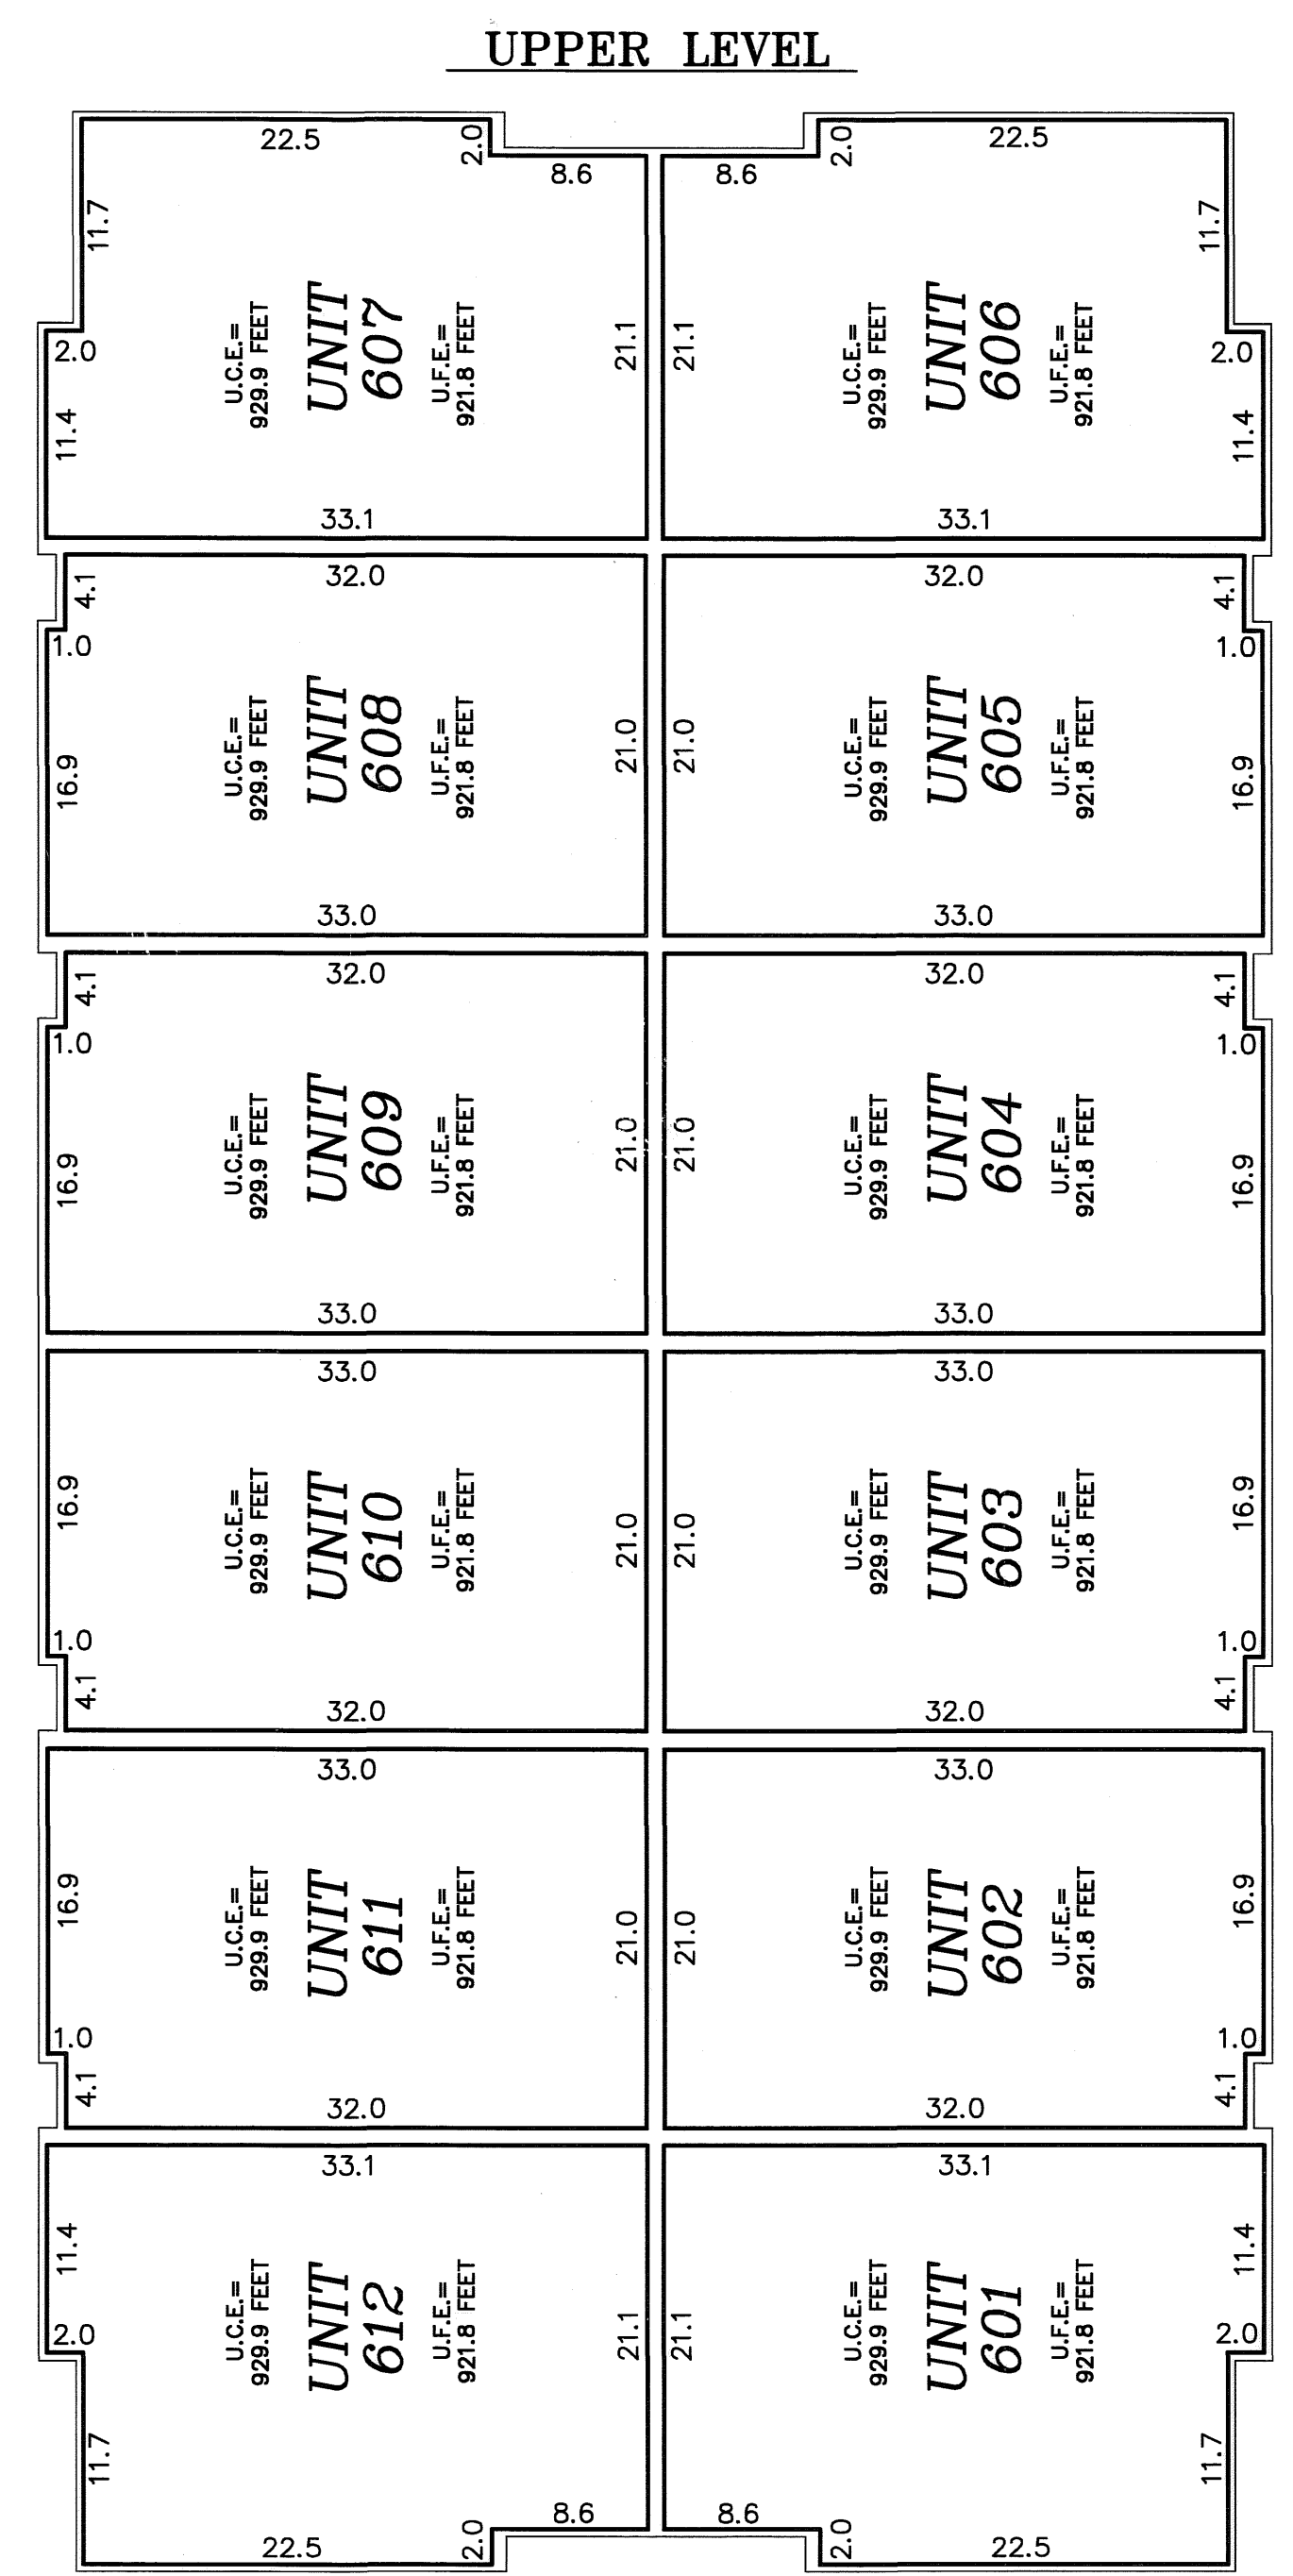 UPPER LEVEL
22.5
2.0
8.6
11.7
2.0
11.4
U.C.E.=
929.9 FEET
UNIT
607
U.F.E.=
921.8 FEET
21.1
33.1
8.6
2.0
22.5
11.7
21.1
U.C.E.=
929.9 FEET
UNIT
606
U.F.E.=
921.8 FEET
2.0
11.4
33.1
32.0
4.1
1.0
16.9
U.C.E.=
929.9 FEET
UNIT
608
U.F.E.=
921.8 FEET
21.0
33.0
32.0
4.1
1.0
21.0
U.C.E.=
929.9 FEET
UNIT
605
U.F.E.=
921.8 FEET
16.9
33.0
32.0
4.1
1.0
16.9
U.C.E.=
929.9 FEET
UNIT
609
U.F.E.=
921.8 FEET
21.0
33.0
32.0
4.1
1.0
21.0
U.C.E.=
929.9 FEET
UNIT
604
U.F.E.=
921.8 FEET
16.9
33.0
33.0
16.9
U.C.E.=
929.9 FEET
UNIT
610
U.F.E.=
921.8 FEET
21.0
1.0
4.1
32.0
33.0
21.0
U.C.E.=
929.9 FEET
UNIT
603
U.F.E.=
921.8 FEET
16.9
1.0
4.1
32.0
33.0
16.9
U.C.E.=
929.9 FEET
UNIT
611
U.F.E.=
921.8 FEET
21.0
1.0
4.1
32.0
33.0
21.0
U.C.E.=
929.9 FEET
UNIT
602
U.F.E.=
921.8 FEET
16.9
1.0
4.1
32.0
33.1
11.4
2.0
U.C.E.=
929.9 FEET
UNIT
612
U.F.E.=
921.8 FEET
21.1
11.7
22.5
2.0
8.6
33.1
21.1
U.C.E.=
929.9 FEET
UNIT
601
U.F.E.=
921.8 FEET
11.4
2.0
11.7
8.6
2.0
22.5